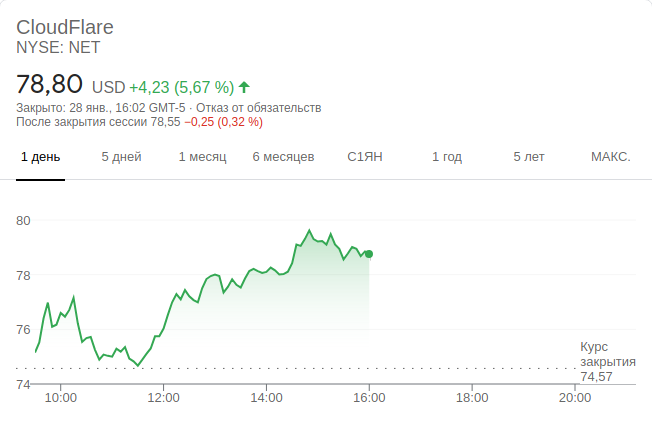 CloudFlare
NYSE: NET
78,80 USD +4,23 (5,67 %)
Закрыто: 28 янв., 16:02 GMT-5 · Отказ от обязательств
После закрытия сессии 78,55 −0,25 (0,32 %)
1 день 5 дней 1 месяц 6 месяцев С1ЯН 1 год 5 лет МАКС.
80
78
76
Курс
закрытия
74,57
74
10:00 12:00 14:00 16:00 18:00 20:00